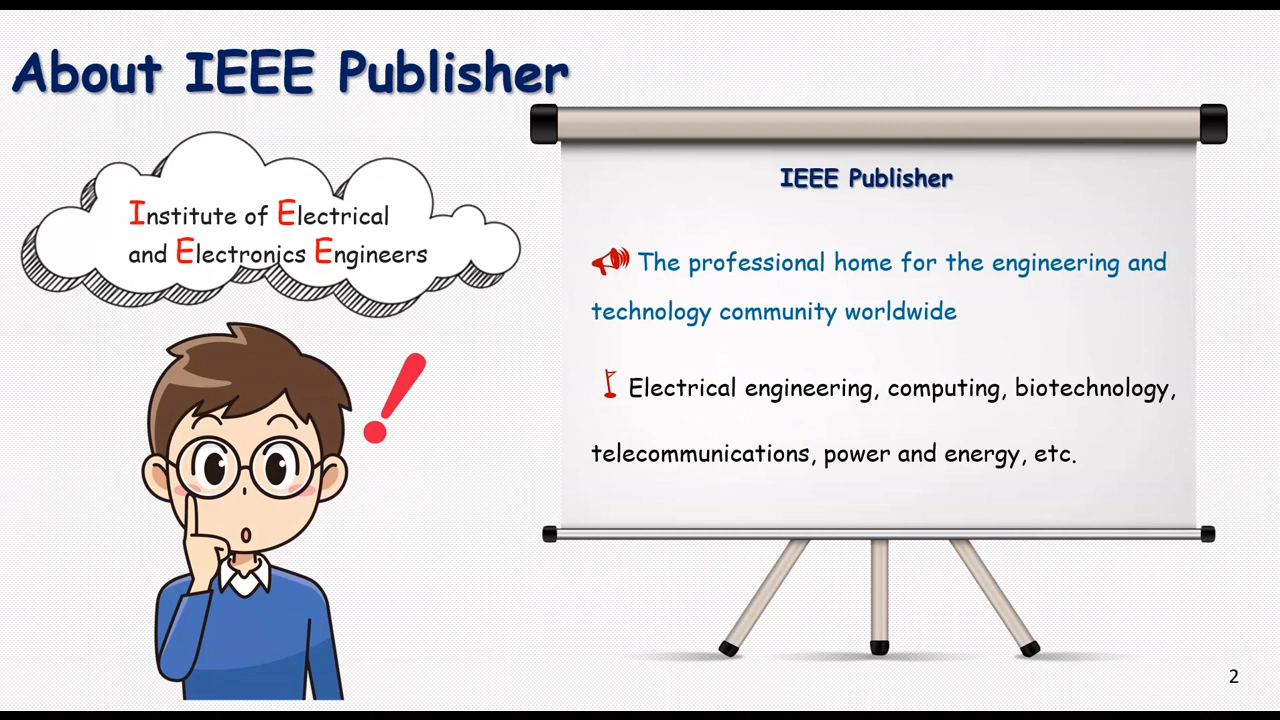 About IEEE Publisher
Institute of Electrical
and Electronics Engineers
IEEE Publisher
The professional home for the engineering and
technology community worldwide
Electrical engineering, computing, biotechnology,
telecommunications, power and energy, etc.
2